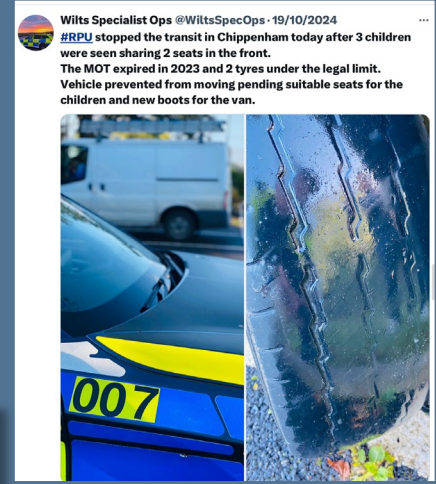 Wilts Specialist Ops @WiltsSpecOps · 19/10/2024 ...
#RPU stopped the transit in Chippenham today after 3 children
were seen sharing 2 seats in the front.
The MOT expired in 2023 and 2 tyres under the legal limit.
Vehicle prevented from moving pending suitable seats for the
children and new boots for the van.
007